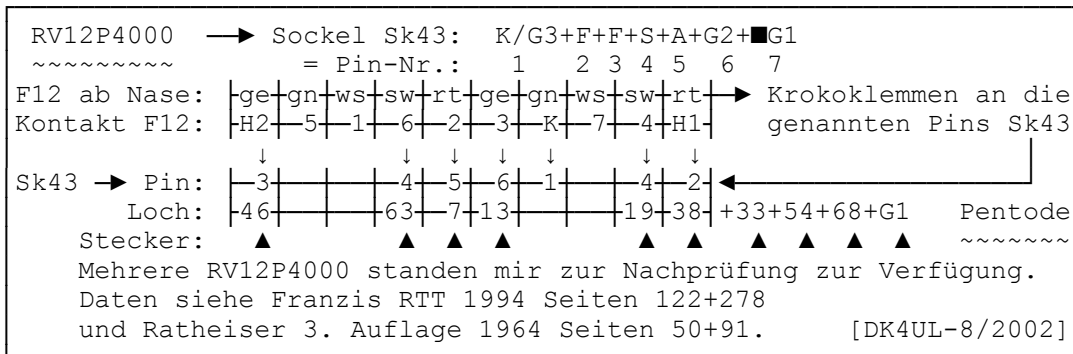 RV12P4000 ──► Sockel Sk43: K/G3+F+F+S+A+G2+■G1
~~~~~~~~~ = Pin-Nr.: 1 2 3 4 5 6 7
F12 ab Nase: ├ge┼gn┼ws┼sw┼rt┼ge┼gn┼ws┼sw┼rt┼─► Krokoklemmen an die
Kontakt F12: ├H2┼─5┼─1┼─6┼─2┼─3┼─K┼─7┼─4┼H1┤ genannten Pins Sk43
↓ ↓ ↓ ↓ ↓ ↓ ↓
Sk43 ─► Pin: ├─3┼──┼──┼─4┼─5┼─6┼─1┼──┼─4┼─2┤◄
Loch: ├46┼──┼──┼63┼─7┼13┼──┼──┼19┼38┤+33+54+68+G1 Pentode
Stecker: ▲ ▲ ▲ ▲ ▲ ▲ ▲ ▲ ▲ ▲ ~~~~~~~
Mehrere RV12P4000 standen mir zur Nachprüfung zur Verfügung.
Daten siehe Franzis RTT 1994 Seiten 122+278
und Ratheiser 3. Auflage 1964 Seiten 50+91. [DK4UL-8/2002]